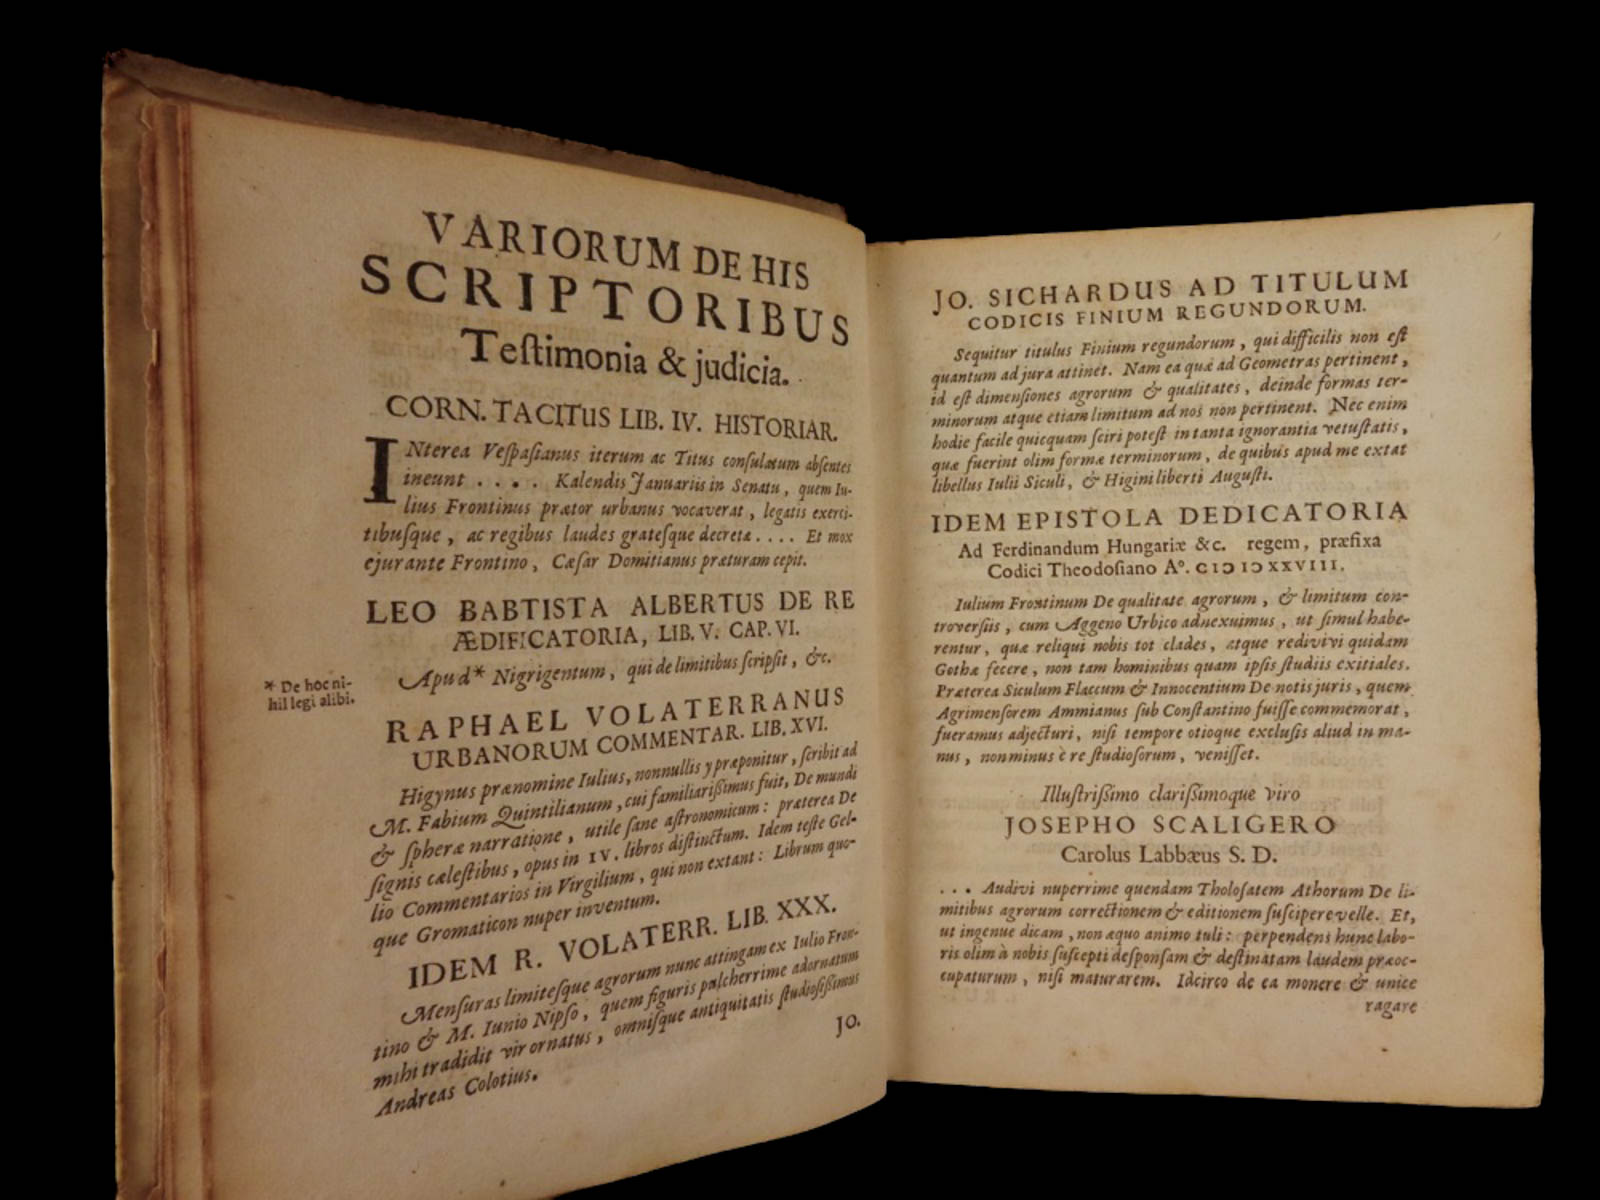 VARIORUM DE HIS
SCRIPTORIBUS
Teſtimonia & judicia.
CORN. TACITUS LIB. IV. HISTORIAR.
INterea Veſpaſianus iterum ac Titus conſulatum abſentes
ineunt . . . . Kalendis Januariis in Senatu, quem Iu-
lius Frontinus prætor urbanus vocaverat, legatis exerci-
tibuſque, ac regibus laudes grateſque decretæ . . . . Et mox
ejurante Frontino, Cæſar Domitianus præturam cepit.
LEO BABTISTA ALBERTUS DE RE
ÆDIFICATORIA, LIB. V. CAP. VI.
Apud* Nigrigentum, qui de limitibus ſcripſit, &c.
* De hoc ni-
hil legi alibi.
RAPHAEL VOLATERRANUS
URBANORUM COMMENTAR. LIB. XVI.
Higynus prænomine Iulius, nonnullis y præponitur, ſcribit ad
M. Fabium Quintilianum, cui familiariſſimus fuit, De mundi
& ſpheræ narratione, utile ſane aſtronomicum: præterea De
ſignis cæleſtibus, opus in IV. libros diſtinctum. Idem teſte Gel-
lio Commentarios in Virgilium, qui non extant: Librum quo-
que Gromaticon nuper inventum.
IDEM R. VOLATERR. LIB. XXX.
Menſuras limiteſque agrorum nunc attingam ex Iulio Fron-
tino & M. Iunio Nipſo, quem figuris pulcherrime adornatum
mihi tradidit vir ornatus, omniſque antiquitatis ſtudioſiſſimus
Andreas Colotius.
JO.
JO. SICHARDUS AD TITULUM
CODICIS FINIUM REGUNDORUM.
Sequitur titulus Finium regundorum, qui difficilis non eſt
quantum ad jura attinet. Nam ea quæ ad Geometras pertinent,
id eſt dimenſiones agrorum & qualitates, deinde formas ter-
minorum atque etiam limitum ad nos non pertinent. Nec enim
hodie facile quicquam ſciri poteſt in tanta ignorantia vetuſtatis,
quæ fuerint olim formæ terminorum, de quibus apud me extat
libellus Iulii Siculi, & Higini liberti Auguſti.
IDEM EPISTOLA DEDICATORIA
Ad Ferdinandum Hungariæ &c. regem, præfixa
Codici Theodoſiano Aº. CIƆ IƆ XXVIII.
Iulium Frontinum De qualitate agrorum, & limitum con-
troverſiis, cum Aggeno Urbico adnexuimus, ut ſimul habe-
rentur, quæ reliqui nobis tot clades, atque redivivi quidam
Gothæ fecere, non tam hominibus quam ipſis ſtudiis exitiales.
Præterea Siculum Flaccum & Innocentium De notis juris, quem
Agrimenſorem Ammianus ſub Conſtantino fuiſſe commemorat,
fueramus adjecturi, niſi tempore otioque excluſis aliud in ma-
nus, non minus è re ſtudioſorum, veniſſet.
Illuſtriſſimo clariſſimoque viro
JOSEPHO SCALIGERO
Carolus Labbæus S. D.
. . . Audivi nuperrime quendam Tholoſatem Athorum De li-
mitibus agrorum correctionem & editionem ſuſcipere velle. Et,
ut ingenue dicam, non æquo animo tuli: perpendens hunc labo-
ris olim à nobis ſuſcepti deſponſam & deſtinatam laudem præoc-
cupaturum, niſi maturarem. Idcirco de ea monere & unice
ragare